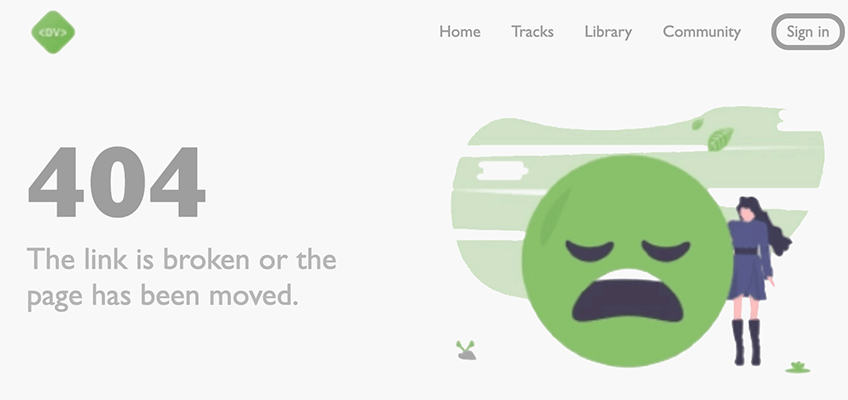 <DV>
Home
Tracks
Library
Community
Sign in
404
The link is broken or the
page has been moved.